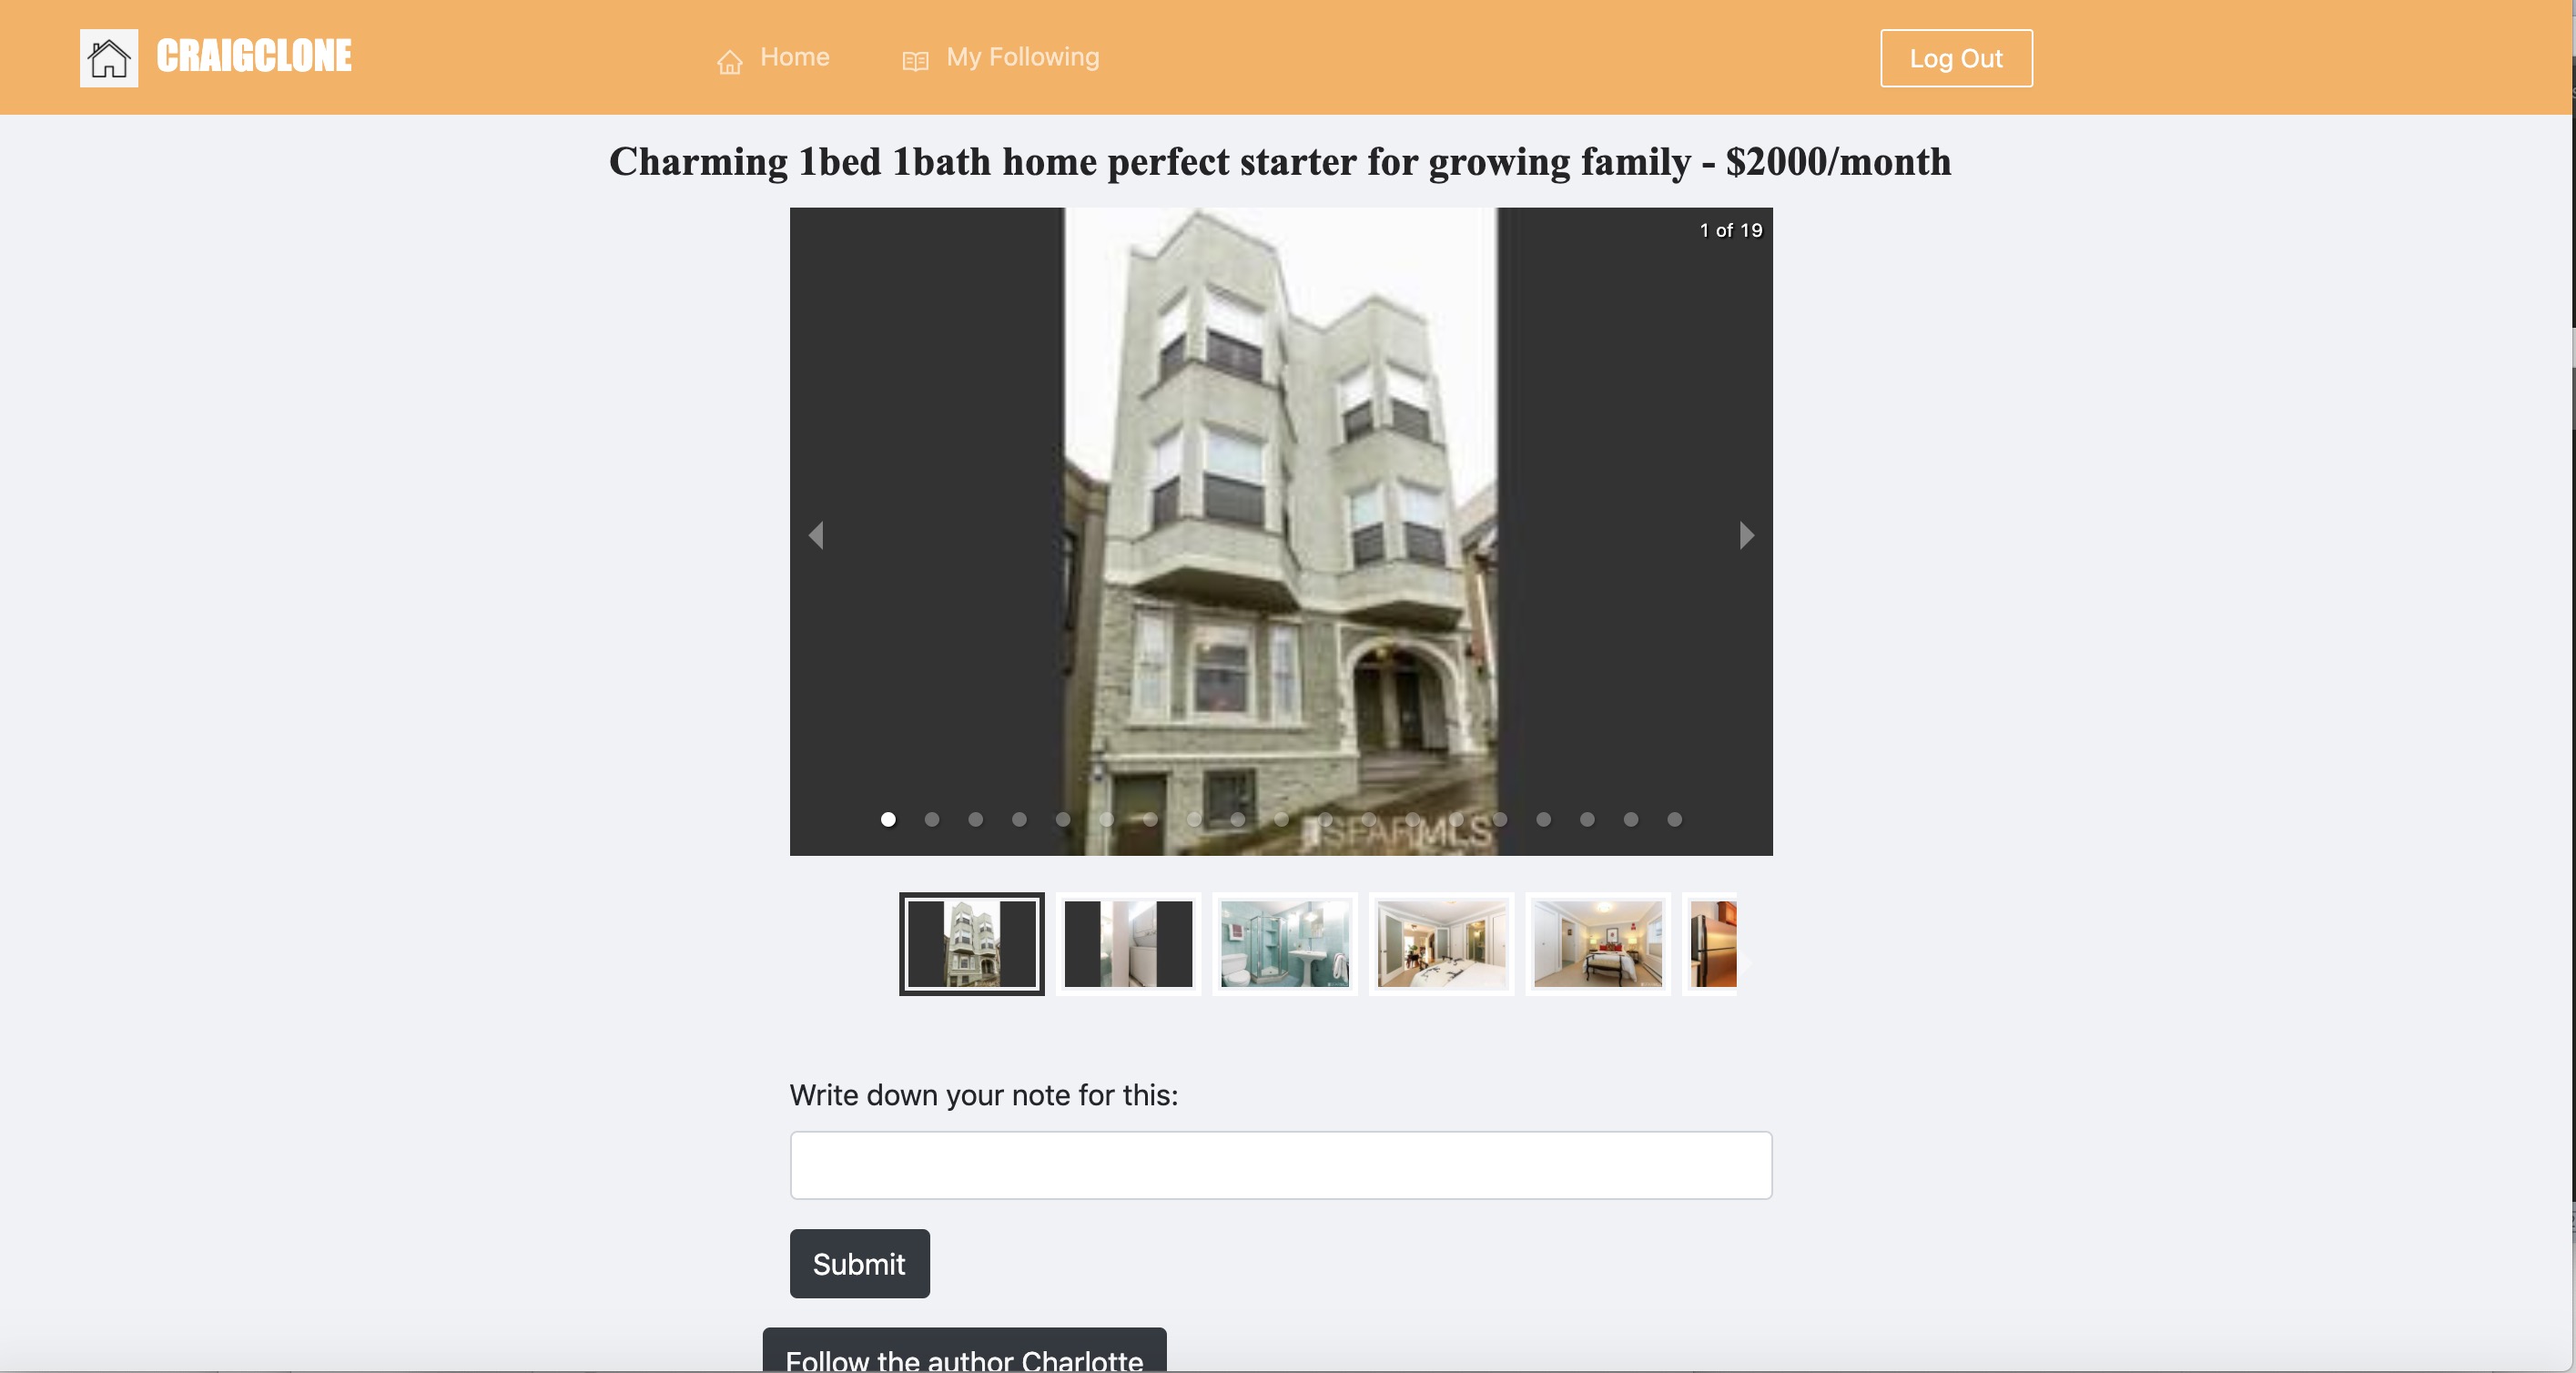 CRAIGCLONE
Home
My Following
Log Out
Charming 1bed 1bath home perfect starter for growing family - $2000/month
1 of 19
SFARMLS
Write down your note for this:
Submit
Follow the author Charlotte